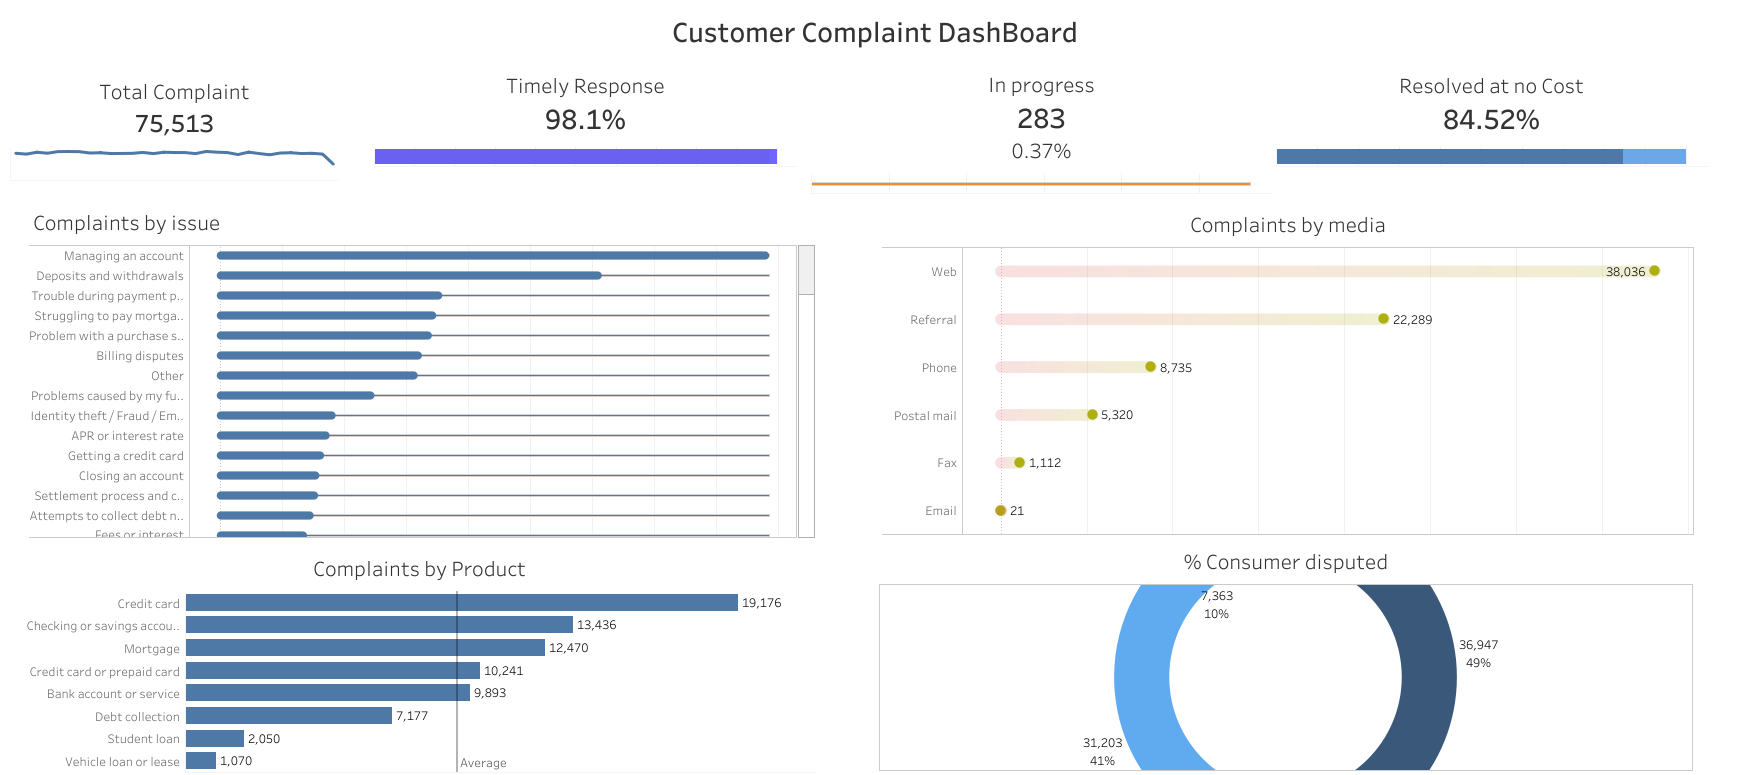 Customer Complaint DashBoard
Total Complaint
75,513
Timely Response
98.1%
In progress
283
0.37%
Resolved at no Cost
84.52%
Complaints by issue
Managing an account
Deposits and withdrawals
Trouble during payment p..
Struggling to pay mortga..
Problem with a purchase s..
Billing disputes
Other
Problems caused by my fu..
Identity theft / Fraud / Em..
APR or interest rate
Getting a credit card
Closing an account
Settlement process and c..
Attempts to collect debt n..
Fees or interest
Complaints by media
Web 38,036
Referral 22,289
Phone 8,735
Postal mail 5,320
Fax 1,112
Email 21
Complaints by Product
Credit card 19,176
Checking or savings accou.. 13,436
Mortgage 12,470
Credit card or prepaid card 10,241
Bank account or service 9,893
Debt collection 7,177
Student loan 2,050
Vehicle loan or lease 1,070
Average
% Consumer disputed
7,363
10%
36,947
49%
31,203
41%